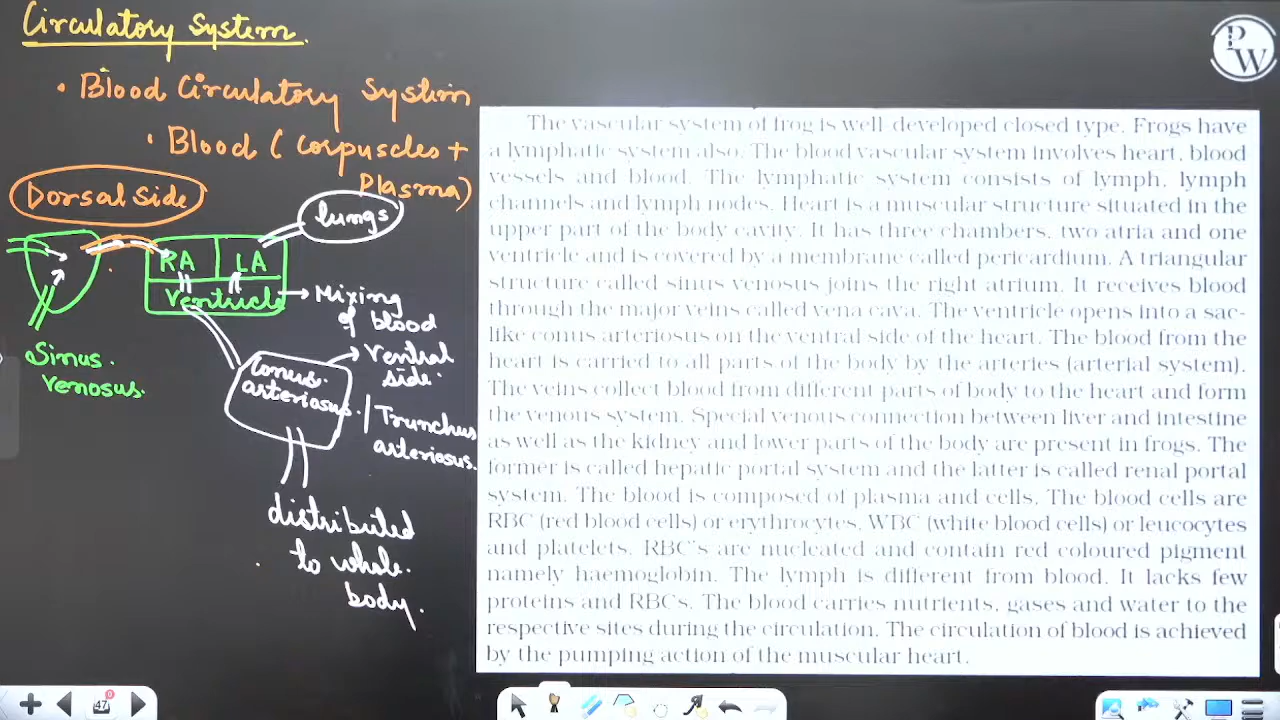 Circulatory System.
• Blood Circulatory System
• Blood (corpuscles +
Plasma)
Dorsal side
lungs
RA
LA
Ventricle
Mixing
of blood
Sinus.
venosus.
Conus.
arteriosus.
Ventral
side.
/ Trunchus
arteriosus.
distributed
to whole.
body.
PW
The vascular system of frog is well-developed closed type. Frogs have
a lymphatic system also. The blood vascular system involves heart, blood
vessels and blood. The lymphatic system consists of lymph, lymph
channels and lymph nodes. Heart is a muscular structure situated in the
upper part of the body cavity. It has three chambers, two atria and one
ventricle and is covered by a membrane called pericardium. A triangular
structure called sinus venosus joins the right atrium. It receives blood
through the major veins called vena cava. The ventricle opens into a sac-
like conus arteriosus on the ventral side of the heart. The blood from the
heart is carried to all parts of the body by the arteries (arterial system).
The veins collect blood from different parts of body to the heart and form
the venous system. Special venous connection between liver and intestine
as well as the kidney and lower parts of the body are present in frogs. The
former is called hepatic portal system and the latter is called renal portal
system. The blood is composed of plasma and cells. The blood cells are
RBC (red blood cells) or erythrocytes, WBC (white blood cells) or leucocytes
and platelets. RBC's are nucleated and contain red coloured pigment
namely haemoglobin. The lymph is different from blood. It lacks few
proteins and RBCs. The blood carries nutrients, gases and water to the
respective sites during the circulation. The circulation of blood is achieved
by the pumping action of the muscular heart.
47
0